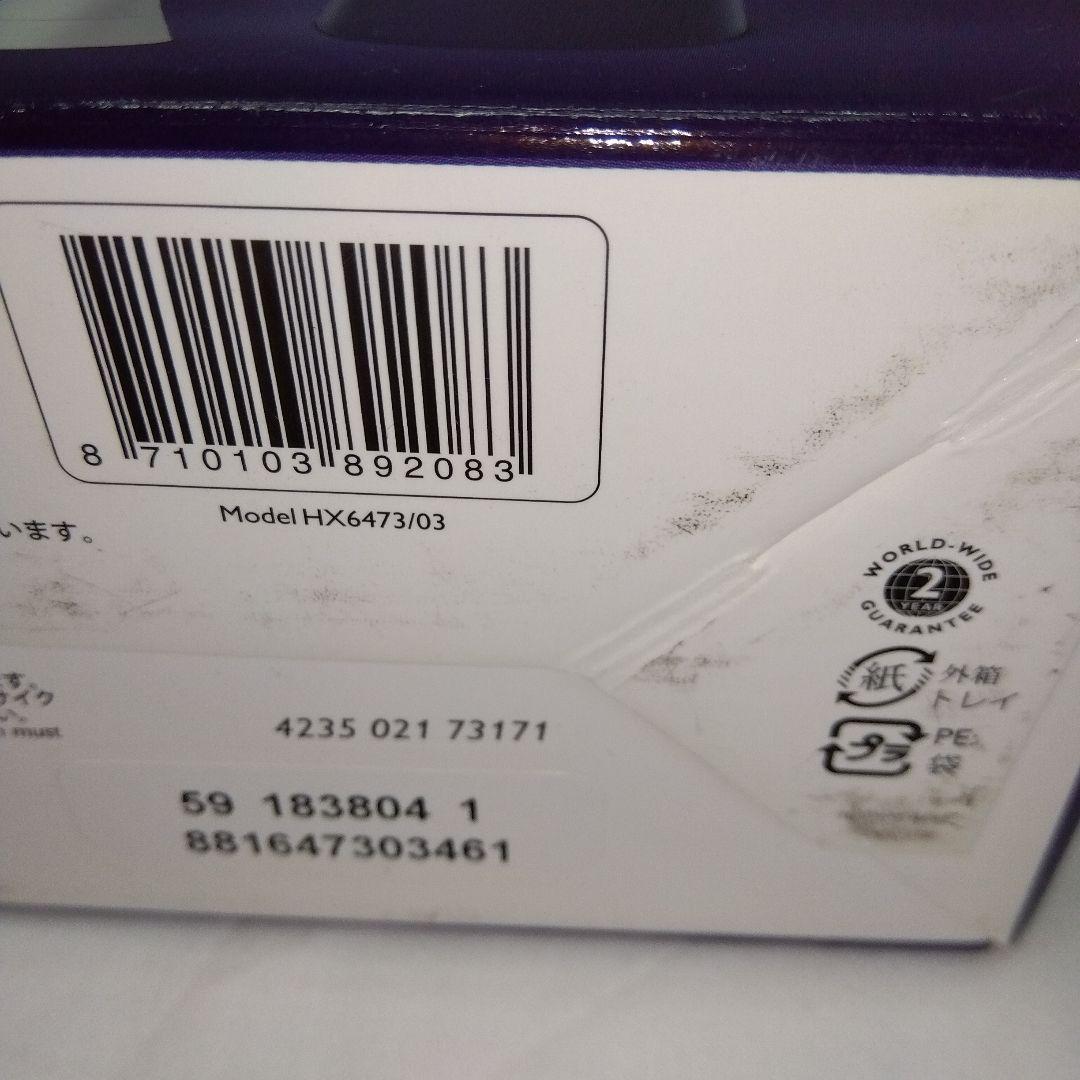 8 710103 892083
Model HX6473/03
います。
WORLD-WIDE
2
YEAR
GUARANTEE
紙 外箱
トレイ
プラ PE
袋
must
4235 021 73171
59 183804 1
881647303461